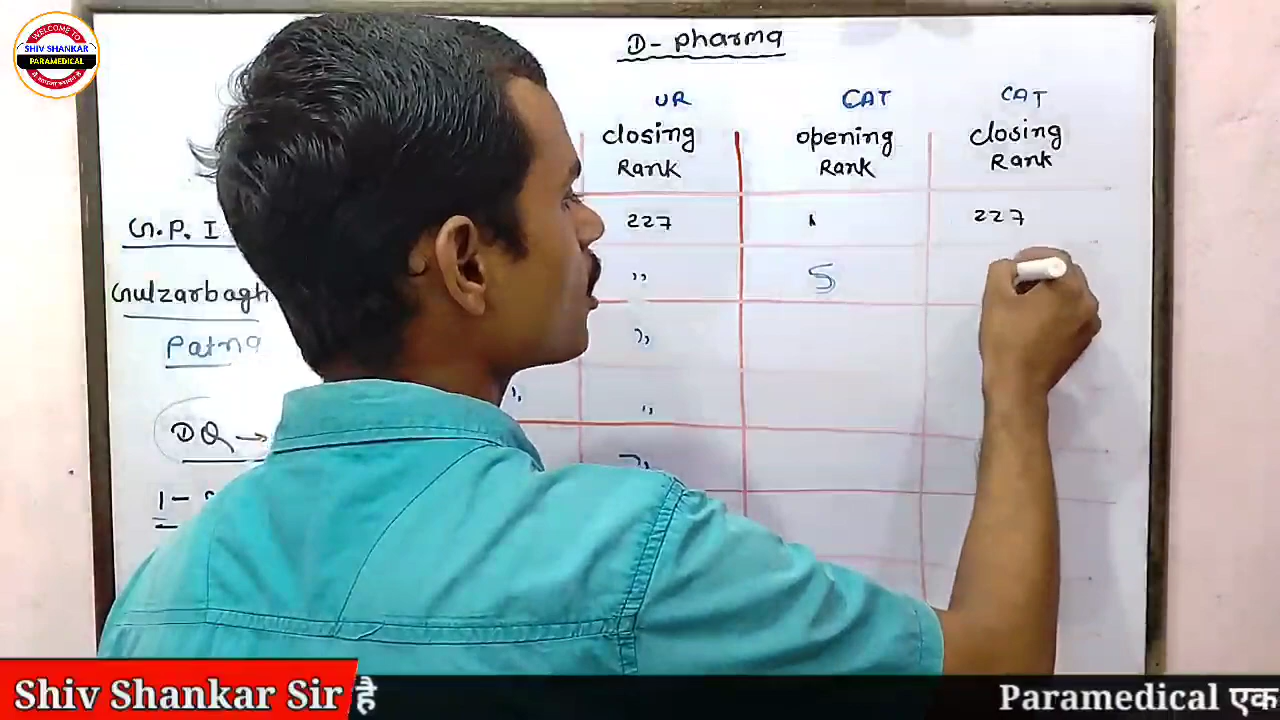 WELCOME TO
SHIV SHANKAR
PARAMEDICAL
D- pharma
UR
closing
Rank
CAT
opening
Rank
CAT
closing
Rank
G.P.I
227
1
227
Gulzarbagh
,,
5
Patna
,,
,,
,,
DQ →
,,
1-
Shiv Shankar Sir है
Paramedical एक